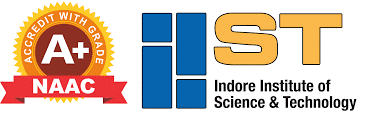 ACCREDIT WITH GRADE
A+
NAAC
IIST
Indore Institute of
Science & Technology